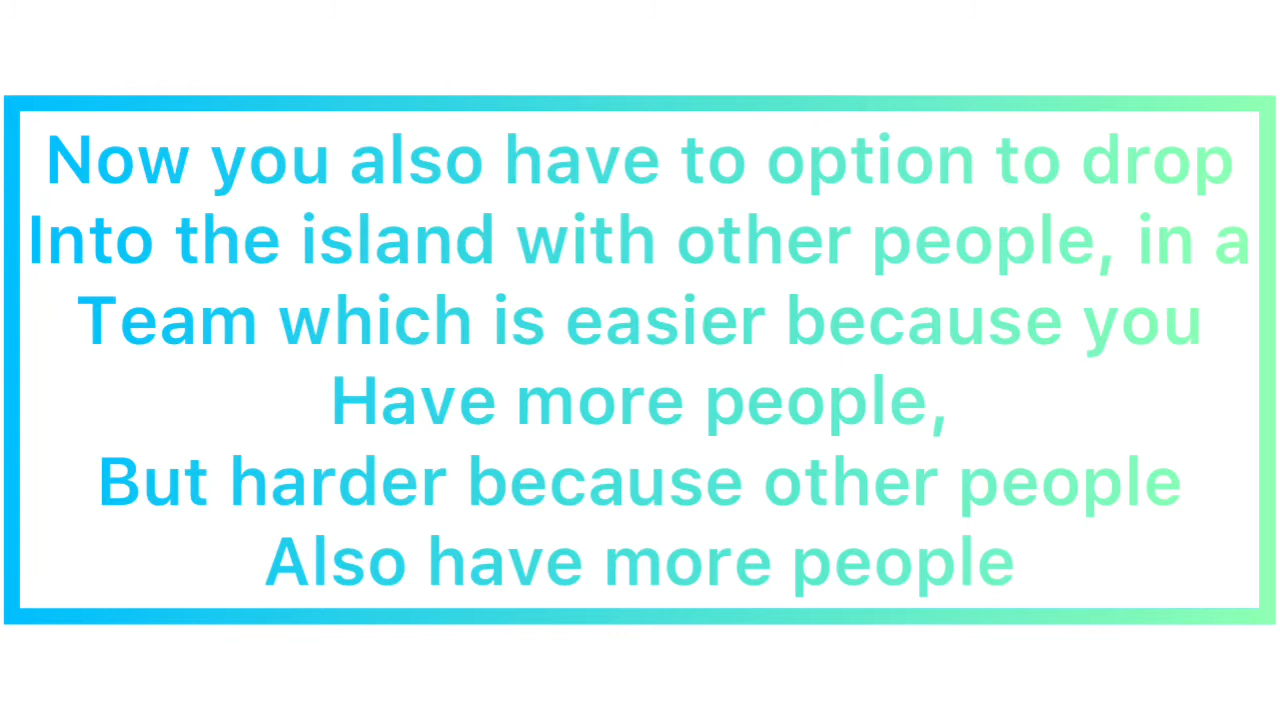 Now you also have to option to drop
Into the island with other people, in a
Team which is easier because you
Have more people,
But harder because other people
Also have more people